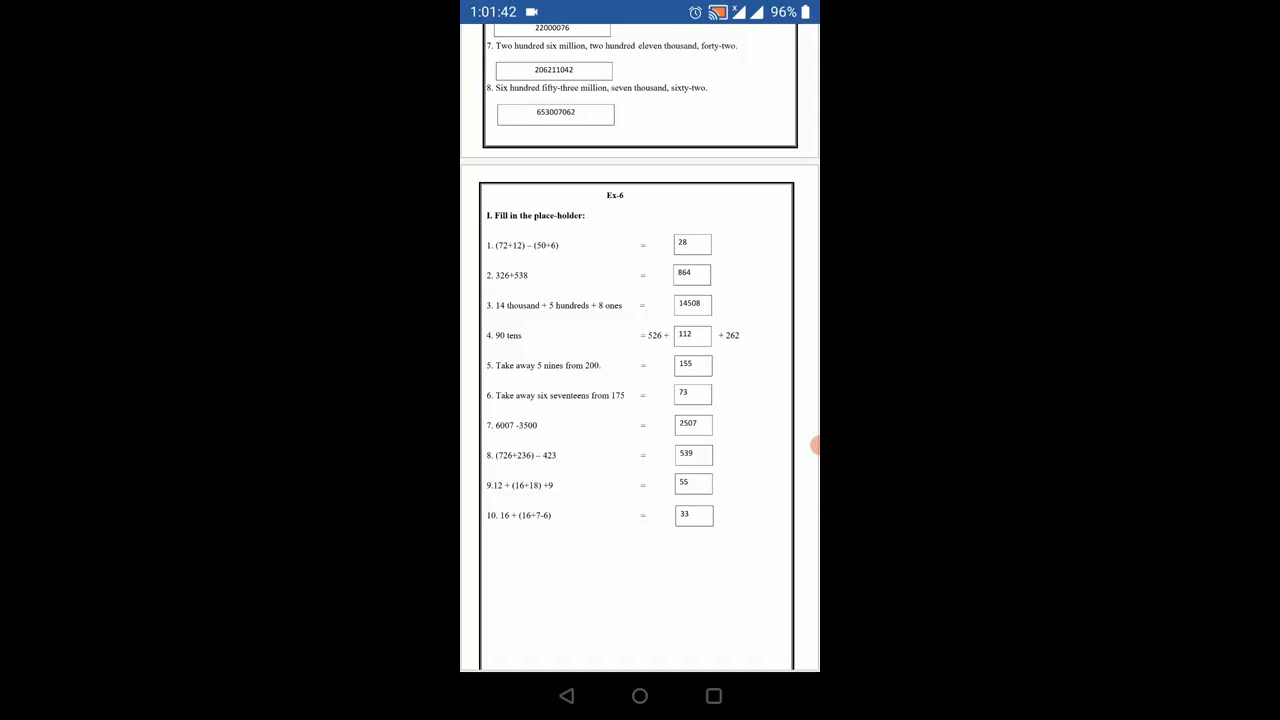 1:01:42 96%
22000076
7. Two hundred six million, two hundred eleven thousand, forty-two.
206211042
8. Six hundred fifty-three million, seven thousand, sixty-two.
653007062
Ex-6
I. Fill in the place-holder:
1. (72+12) – (50+6) = 28
2. 326+538 = 864
3. 14 thousand + 5 hundreds + 8 ones = 14508
4. 90 tens = 526 + 112 + 262
5. Take away 5 nines from 200. = 155
6. Take away six seventeens from 175 = 73
7. 6007 -3500 = 2507
8. (726+236) – 423 = 539
9.12 + (16+18) +9 = 55
10. 16 + (16+7-6) = 33